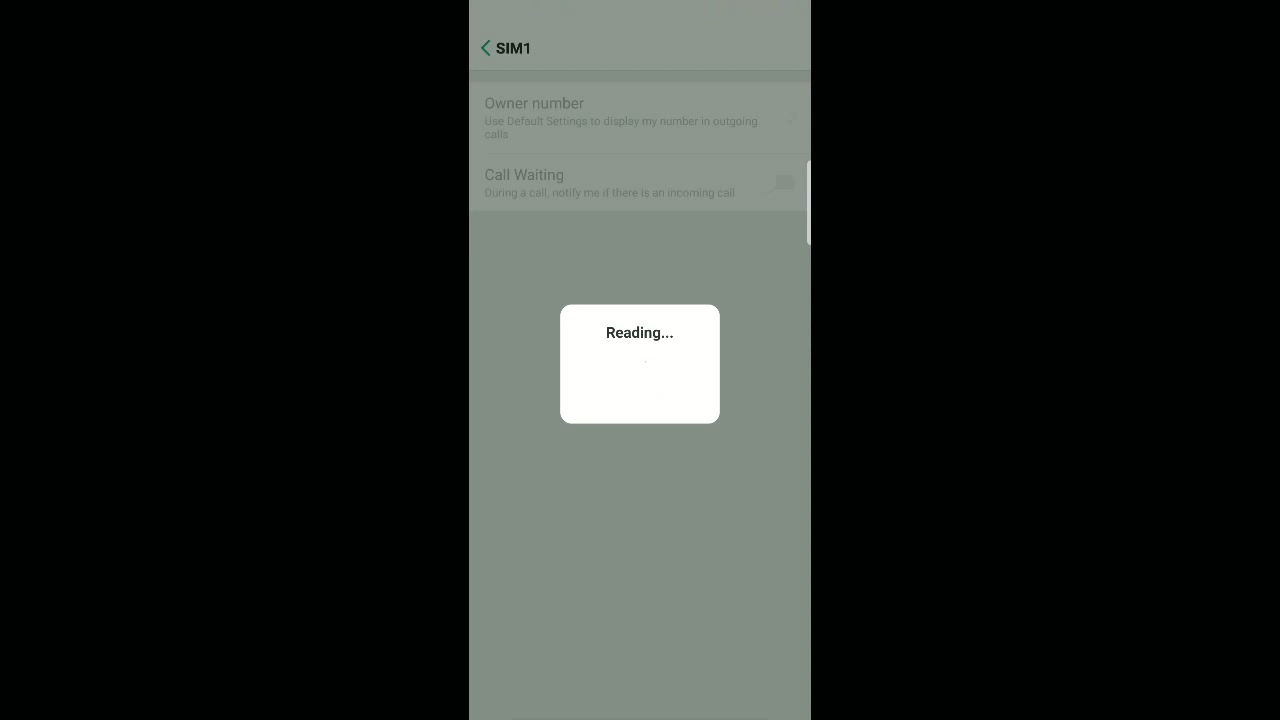 SIM1
Owner number
Use Default Settings to display my number in outgoing
calls
Call Waiting
During a call, notify me if there is an incoming call
Reading...